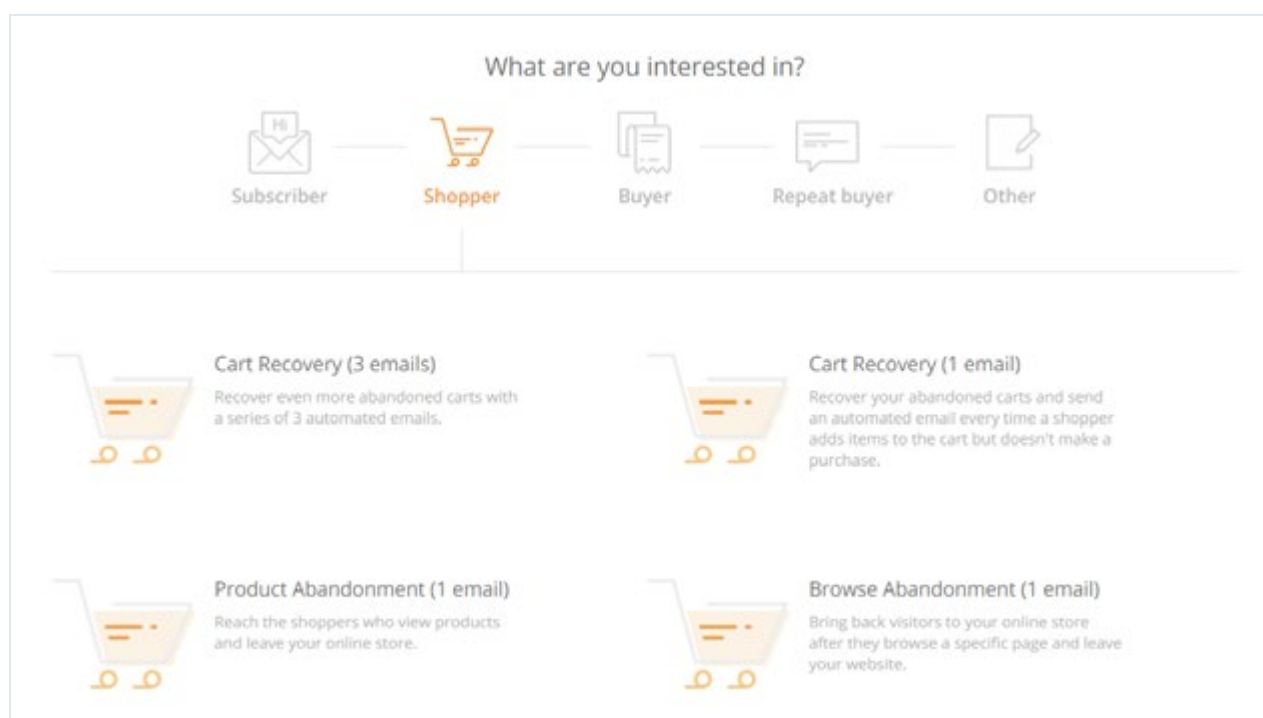 What are you interested in?
Hi
Subscriber
Shopper
Buyer
Repeat buyer
Other
Cart Recovery (3 emails)
Recover even more abandoned carts with
a series of 3 automated emails.
Cart Recovery (1 email)
Recover your abandoned carts and send
an automated email every time a shopper
adds items to the cart but doesn't make a
purchase.
Product Abandonment (1 email)
Reach the shoppers who view products
and leave your online store.
Browse Abandonment (1 email)
Bring back visitors to your online store
after they browse a specific page and leave
your website.